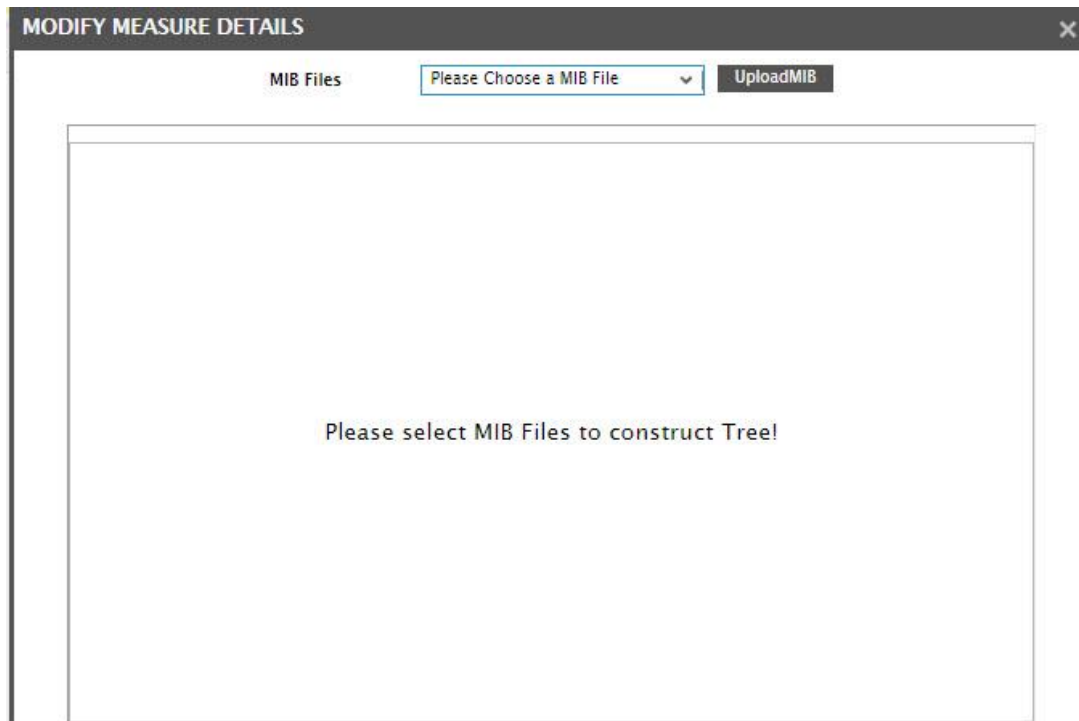 MODIFY MEASURE DETAILS
MIB Files Please Choose a MIB File UploadMIB
Please select MIB Files to construct Tree!